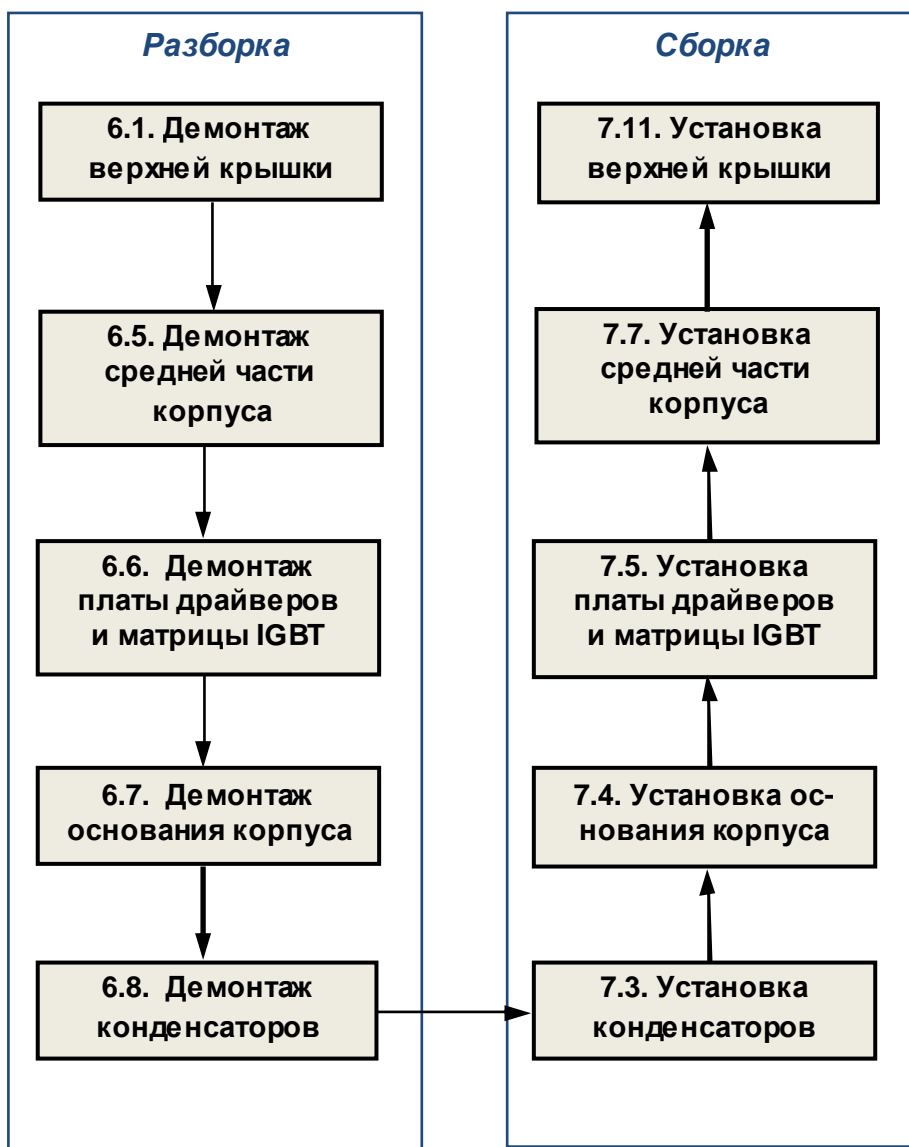 Разборка
6.1. Демонтаж
верхней крышки
6.5. Демонтаж
средней части
корпуса
6.6. Демонтаж
платы драйверов
и матрицы IGBT
6.7. Демонтаж
основания корпуса
6.8. Демонтаж
конденсаторов
Сборка
7.11. Установка
верхней крышки
7.7. Установка
средней части
корпуса
7.5. Установка
платы драйверов
и матрицы IGBT
7.4. Установка ос-
нования корпуса
7.3. Установка
конденсаторов